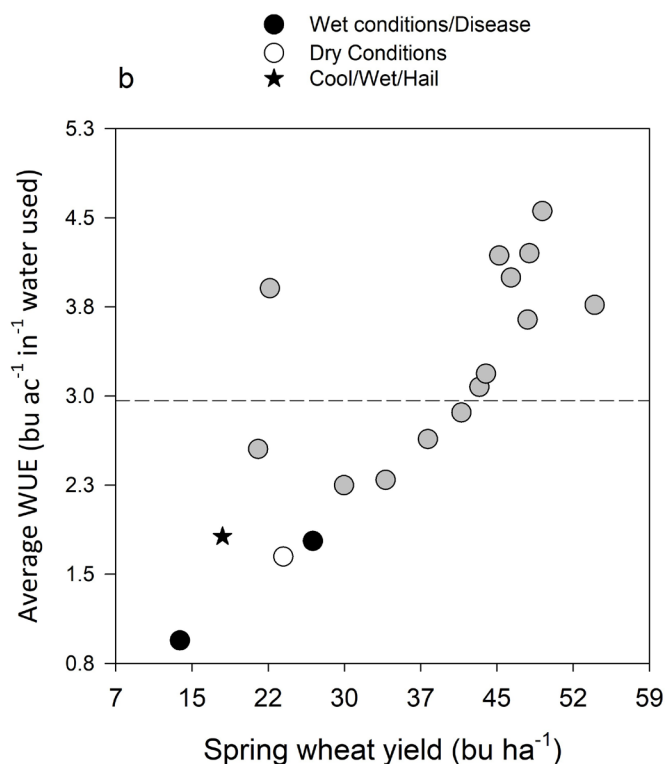 Wet conditions/Disease
Dry Conditions
Cool/Wet/Hail
b
5.3
4.5
3.8
3.0
2.3
1.5
0.8
Average WUE (bu ac⁻¹ in⁻¹ water used)
7 15 22 30 37 45 52 59
Spring wheat yield (bu ha⁻¹)